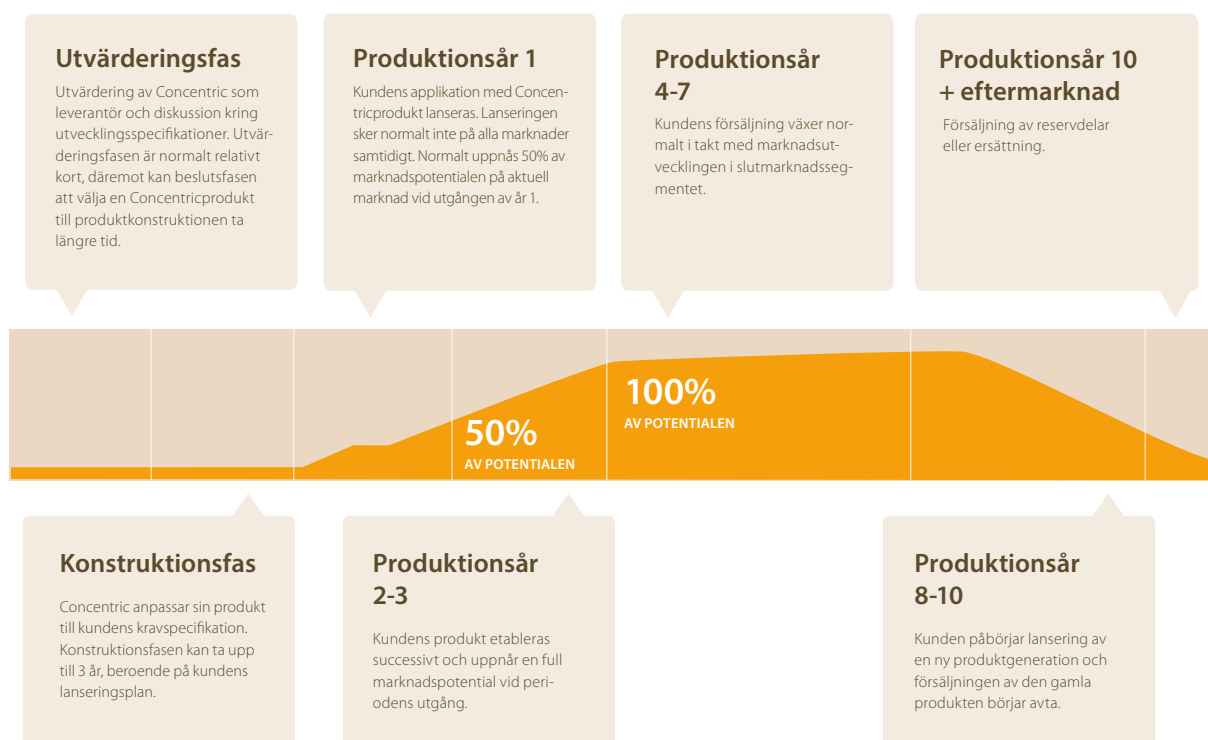 Utvärderingsfas
Utvärdering av Concentric som
leverantör och diskussion kring
utvecklingsspecifikationer. Utvär-
deringsfasen är normalt relativt
kort, däremot kan beslutsfasen
att välja en Concentricprodukt
till produktkonstruktionen ta
längre tid.
Produktionsår 1
Kundens applikation med Concen-
tricprodukt lanseras. Lanseringen
sker normalt inte på alla marknader
samtidigt. Normalt uppnås 50% av
marknadspotentialen på aktuell
marknad vid utgången av år 1.
Produktionsår
4-7
Kundens försäljning växer nor-
malt i takt med marknadsut-
vecklingen i slutmarknadsseg-
mentet.
Produktionsår 10
+ eftermarknad
Försäljning av reservdelar
eller ersättning.
50%
AV POTENTIALEN
100%
AV POTENTIALEN
Konstruktionsfas
Concentric anpassar sin produkt
till kundens kravspecifikation.
Konstruktionsfasen kan ta upp
till 3 år, beroende på kundens
lanseringsplan.
Produktionsår
2-3
Kundens produkt etableras
successivt och uppnår en full
marknadspotential vid peri-
odens utgång.
Produktionsår
8-10
Kunden påbörjar lansering av
en ny produktgeneration och
försäljningen av den gamla
produkten börjar avta.